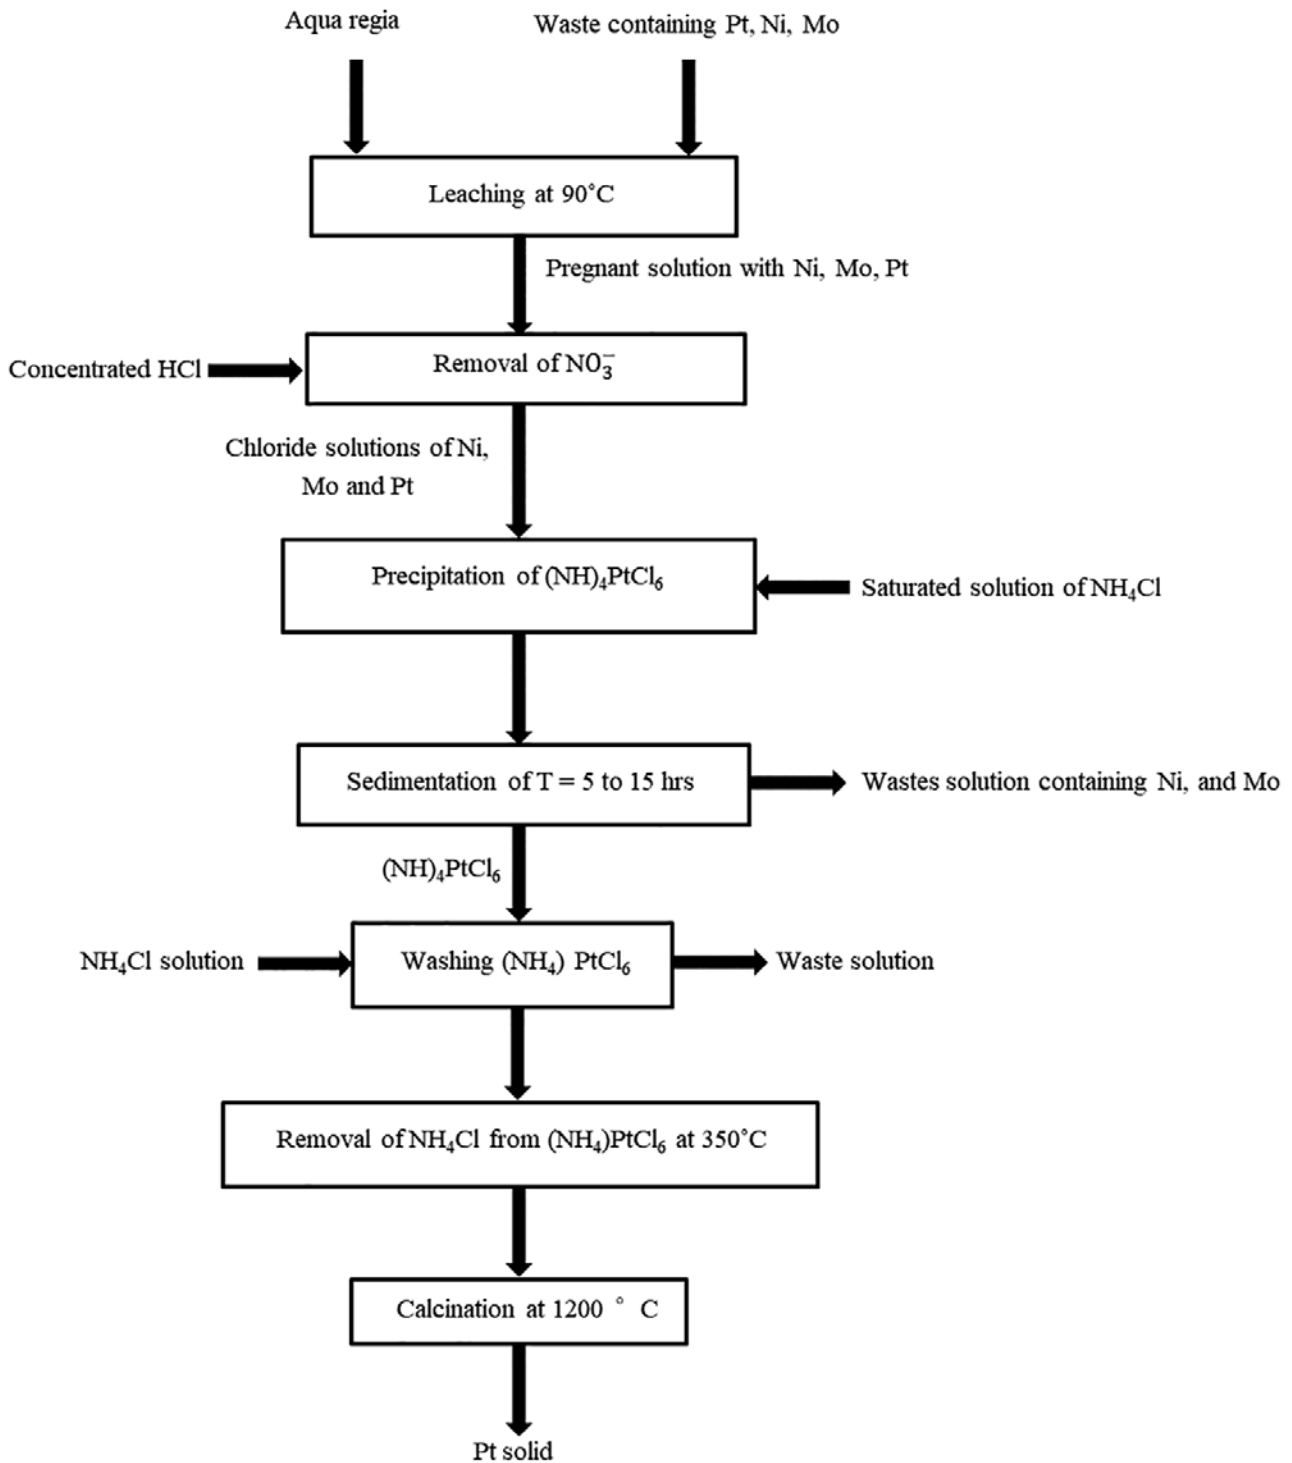 Aqua regia
Waste containing Pt, Ni, Mo
Leaching at 90˚C
Pregnant solution with Ni, Mo, Pt
Concentrated HCl
Removal of NO₃⁻
Chloride solutions of Ni,
Mo and Pt
Precipitation of (NH)₄PtCl₆
Saturated solution of NH₄Cl
Sedimentation of T = 5 to 15 hrs
Wastes solution containing Ni, and Mo
(NH)₄PtCl₆
NH₄Cl solution
Washing (NH₄) PtCl₆
Waste solution
Removal of NH₄Cl from (NH₄)PtCl₆ at 350˚C
Calcination at 1200 ° C
Pt solid